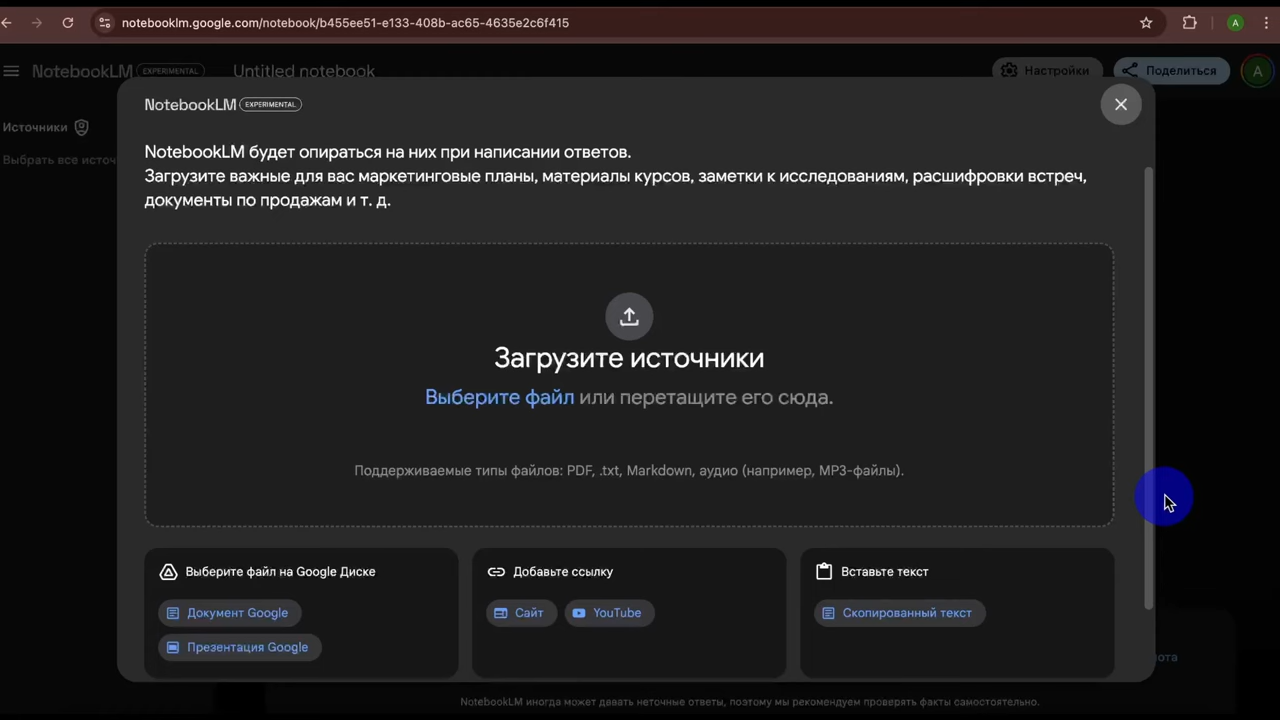 notebooklm.google.com/notebook/b455ee51-e133-408b-ac65-4635e2c6f415
A
NotebookLM EXPERIMENTAL
Untitled notebook
Настройки
Поделиться
A
NotebookLM EXPERIMENTAL
Источники
Выбрать все источ
NotebookLM будет опираться на них при написании ответов.
Загрузите важные для вас маркетинговые планы, материалы курсов, заметки к исследованиям, расшифровки встреч,
документы по продажам и т. д.
Загрузите источники
Выберите файл или перетащите его сюда.
Поддерживаемые типы файлов: PDF, .txt, Markdown, аудио (например, MP3-файлы).
Выберите файл на Google Диске
Документ Google
Презентация Google
Добавьте ссылку
Сайт
YouTube
Вставьте текст
Скопированный текст
NotebookLM иногда может давать неточные ответы, поэтому мы рекомендуем проверять факты самостоятельно.